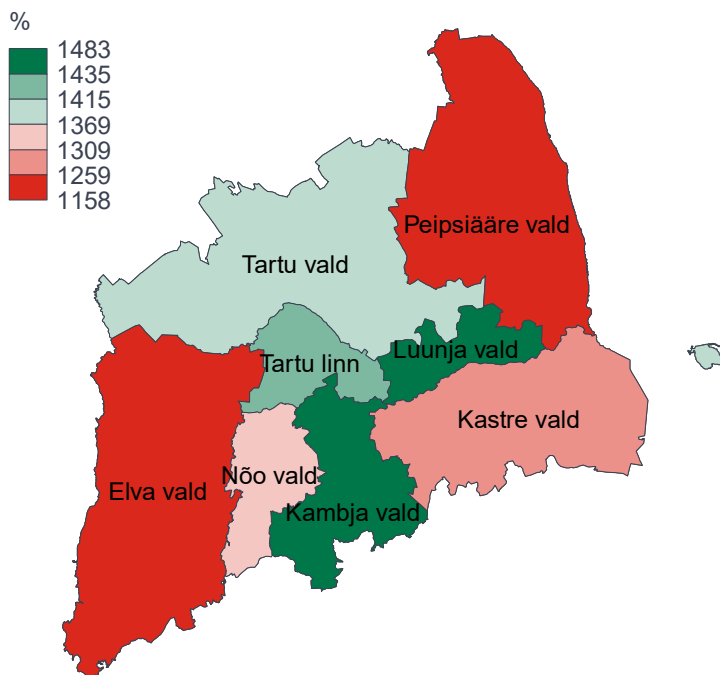 %
1483
1435
1415
1369
1309
1259
1158
Peipsiääre vald
Tartu vald
Luunja vald
Tartu linn
Kastre vald
Nõo vald
Elva vald
Kambja vald